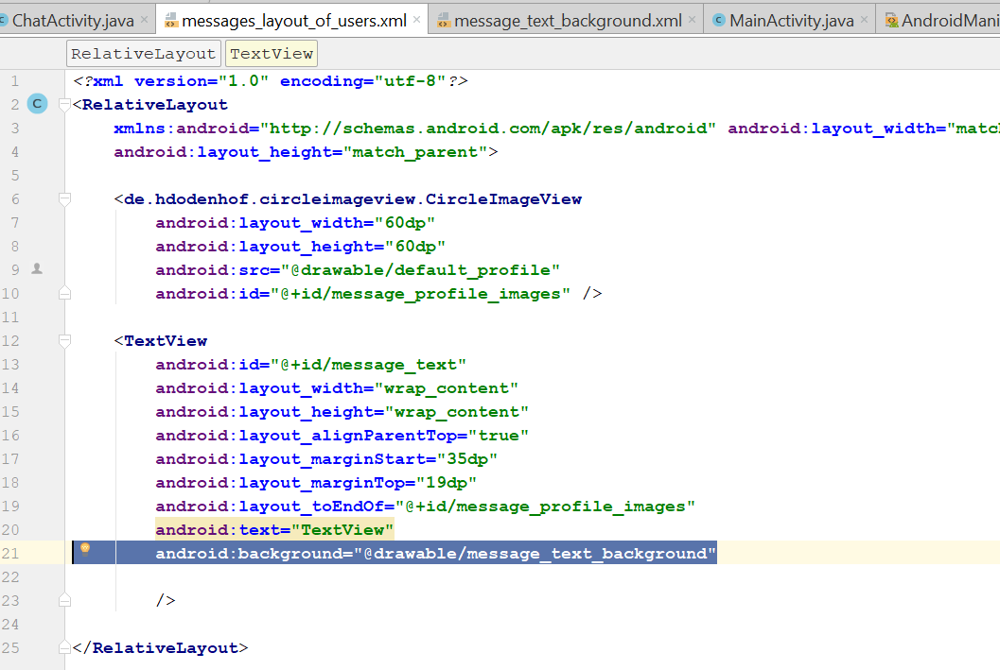 ChatActivity.java messages_layout_of_users.xml message_text_background.xml MainActivity.java AndroidMani
RelativeLayout TextView
1 <?xml version="1.0" encoding="utf-8"?>
2 C <RelativeLayout
3 xmlns:android="http://schemas.android.com/apk/res/android" android:layout_width="matc
4 android:layout_height="match_parent">
5
6 <de.hdodenhof.circleimageview.CircleImageView
7 android:layout_width="60dp"
8 android:layout_height="60dp"
9 android:src="@drawable/default_profile"
10 android:id="@+id/message_profile_images" />
11
12 <TextView
13 android:id="@+id/message_text"
14 android:layout_width="wrap_content"
15 android:layout_height="wrap_content"
16 android:layout_alignParentTop="true"
17 android:layout_marginStart="35dp"
18 android:layout_marginTop="19dp"
19 android:layout_toEndOf="@+id/message_profile_images"
20 android:text="TextView"
21 android:background="@drawable/message_text_background"
22
23 />
24
25 </RelativeLayout>